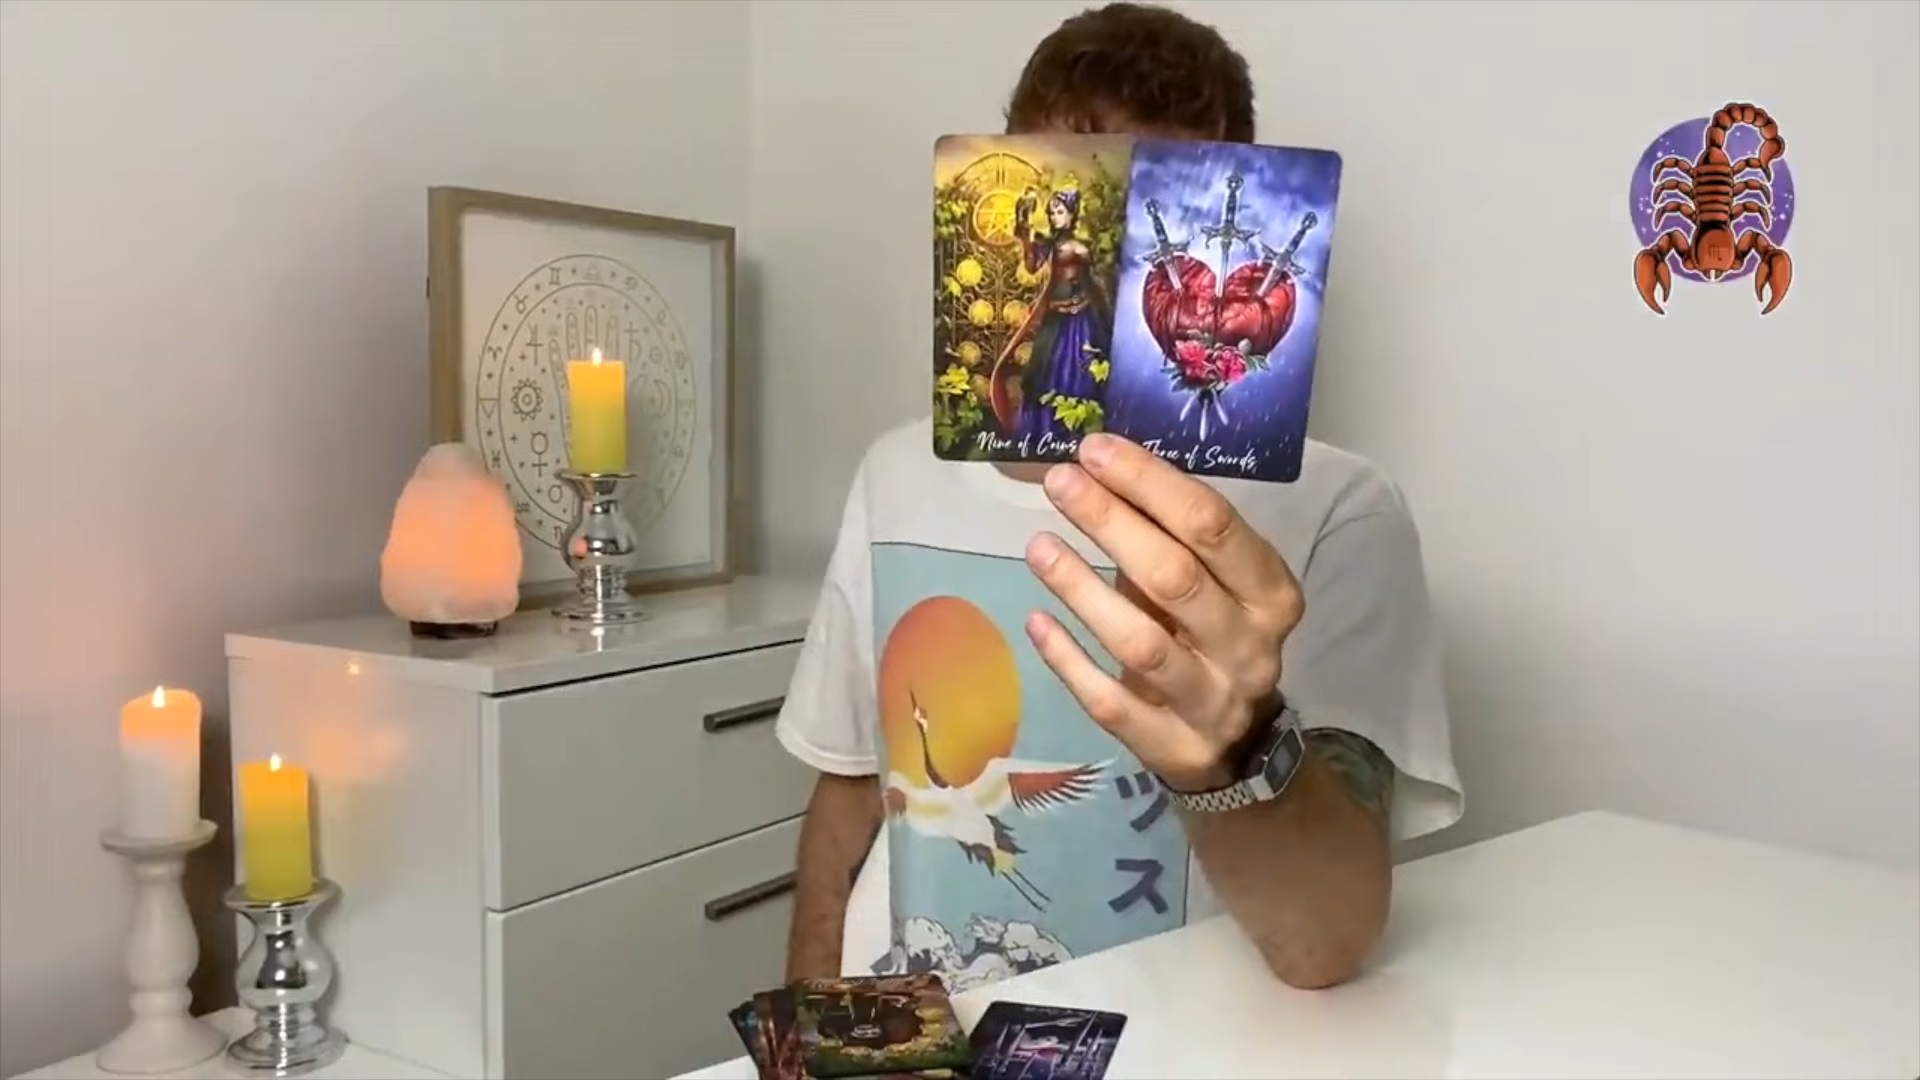 Nine of Coins
Three of Swords
ツ
ス